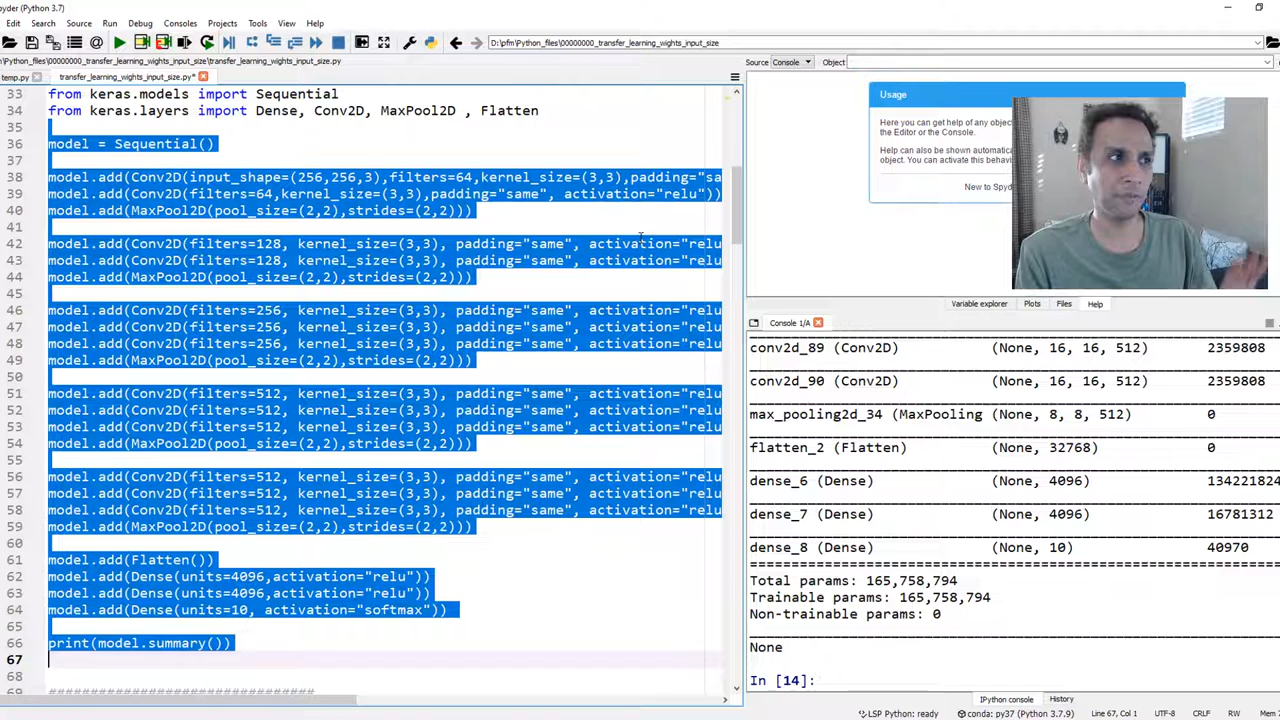 Spyder (Python 3.7)
Edit Search Source Run Debug Consoles Projects Tools View Help
D:\pfm\Python_files\00000000_transfer_learning_wights_input_size
\Python_files\00000000_transfer_learning_wights_input_size\transfer_learning_wights_input_size.py
temp.py transfer_learning_wights_input_size.py*
33 from keras.models import Sequential
34 from keras.layers import Dense, Conv2D, MaxPool2D , Flatten
35
36 model = Sequential()
37
38 model.add(Conv2D(input_shape=(256,256,3),filters=64,kernel_size=(3,3),padding="sa
39 model.add(Conv2D(filters=64,kernel_size=(3,3),padding="same", activation="relu"))
40 model.add(MaxPool2D(pool_size=(2,2),strides=(2,2)))
41
42 model.add(Conv2D(filters=128, kernel_size=(3,3), padding="same", activation="relu
43 model.add(Conv2D(filters=128, kernel_size=(3,3), padding="same", activation="relu
44 model.add(MaxPool2D(pool_size=(2,2),strides=(2,2)))
45
46 model.add(Conv2D(filters=256, kernel_size=(3,3), padding="same", activation="relu
47 model.add(Conv2D(filters=256, kernel_size=(3,3), padding="same", activation="relu
48 model.add(Conv2D(filters=256, kernel_size=(3,3), padding="same", activation="relu
49 model.add(MaxPool2D(pool_size=(2,2),strides=(2,2)))
50
51 model.add(Conv2D(filters=512, kernel_size=(3,3), padding="same", activation="relu
52 model.add(Conv2D(filters=512, kernel_size=(3,3), padding="same", activation="relu
53 model.add(Conv2D(filters=512, kernel_size=(3,3), padding="same", activation="relu
54 model.add(MaxPool2D(pool_size=(2,2),strides=(2,2)))
55
56 model.add(Conv2D(filters=512, kernel_size=(3,3), padding="same", activation="relu
57 model.add(Conv2D(filters=512, kernel_size=(3,3), padding="same", activation="relu
58 model.add(Conv2D(filters=512, kernel_size=(3,3), padding="same", activation="relu
59 model.add(MaxPool2D(pool_size=(2,2),strides=(2,2)))
60
61 model.add(Flatten())
62 model.add(Dense(units=4096,activation="relu"))
63 model.add(Dense(units=4096,activation="relu"))
64 model.add(Dense(units=10, activation="softmax"))
65
66 print(model.summary())
67
68
69 ################################
Source Console Object
Usage
Here you can get help of any objec
the Editor or the Console.
Help can also be shown automatica
object. You can activate this behavi
New to Spyd
Variable explorer Plots Files Help
Console 1/A
conv2d_89 (Conv2D) (None, 16, 16, 512) 2359808
conv2d_90 (Conv2D) (None, 16, 16, 512) 2359808
max_pooling2d_34 (MaxPooling (None, 8, 8, 512) 0
flatten_2 (Flatten) (None, 32768) 0
dense_6 (Dense) (None, 4096) 134221824
dense_7 (Dense) (None, 4096) 16781312
dense_8 (Dense) (None, 10) 40970
Total params: 165,758,794
Trainable params: 165,758,794
Non-trainable params: 0
None
In [14]:
IPython console History
LSP Python: ready conda: py37 (Python 3.7.9) Line 67, Col 1 UTF-8 CRLF RW Mem